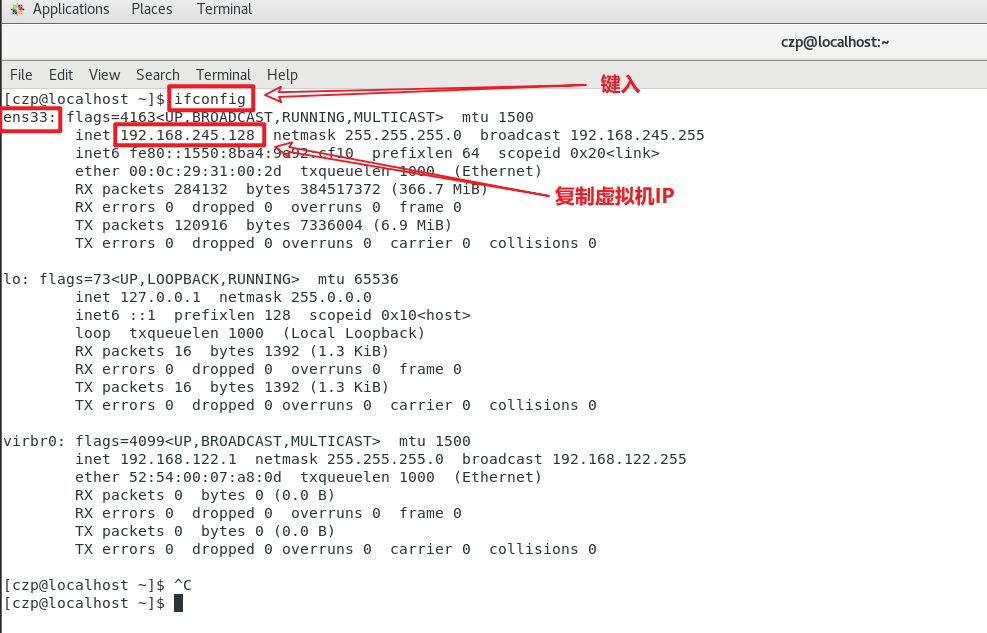 Applications Places Terminal
czp@localhost:~
File Edit View Search Terminal Help
[czp@localhost ~]$ ifconfig 键入
ens33: flags=4163<UP,BROADCAST,RUNNING,MULTICAST> mtu 1500
inet 192.168.245.128 netmask 255.255.255.0 broadcast 192.168.245.255
inet6 prefixlen 64 scopeid 0x20<link>
ether 00:0c:29:31:00:2d txqueuelen 1000 (Ethernet)
RX packets 284132 bytes 384517372 (366.7 MiB)
复制虚拟机IP
RX errors 0 dropped 0 overruns 0 frame 0
TX packets 120916 bytes 7336004 (6.9 MiB)
TX errors 0 dropped 0 overruns 0 carrier 0 collisions 0
lo: flags=73<UP,LOOPBACK,RUNNING> mtu 65536
inet 127.0.0.1 netmask 255.0.0.0
inet6 ::1 prefixlen 128 scopeid 0x10<host>
loop txqueuelen 1000 (Local Loopback)
RX packets 16 bytes 1392 (1.3 KiB)
RX errors 0 dropped 0 overruns 0 frame 0
TX packets 16 bytes 1392 (1.3 KiB)
TX errors 0 dropped 0 overruns 0 carrier 0 collisions 0
virbr0: flags=4099<UP,BROADCAST,MULTICAST> mtu 1500
inet 192.168.122.1 netmask 255.255.255.0 broadcast 192.168.122.255
ether 52:54:00:07:a8:0d txqueuelen 1000 (Ethernet)
RX packets 0 bytes 0 (0.0 B)
RX errors 0 dropped 0 overruns 0 frame 0
TX packets 0 bytes 0 (0.0 B)
TX errors 0 dropped 0 overruns 0 carrier 0 collisions 0
[czp@localhost ~]$ ^C
[czp@localhost ~]$